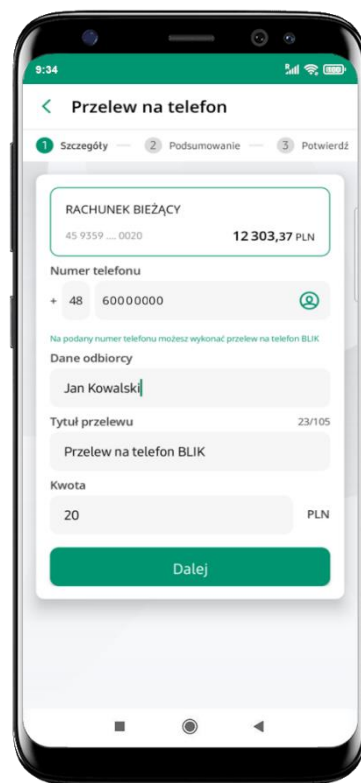 9:34
Przelew na telefon
1 Szczegóły 2 Podsumowanie 3 Potwierdź
RACHUNEK BIEŻĄCY
45 9359 .... 0020 12 303,37 PLN
Numer telefonu
+ 48 60000000
Na podany numer telefonu możesz wykonać przelew na telefon BLIK
Dane odbiorcy
Jan Kowalski
Tytuł przelewu 23/105
Przelew na telefon BLIK
Kwota
20 PLN
Dalej